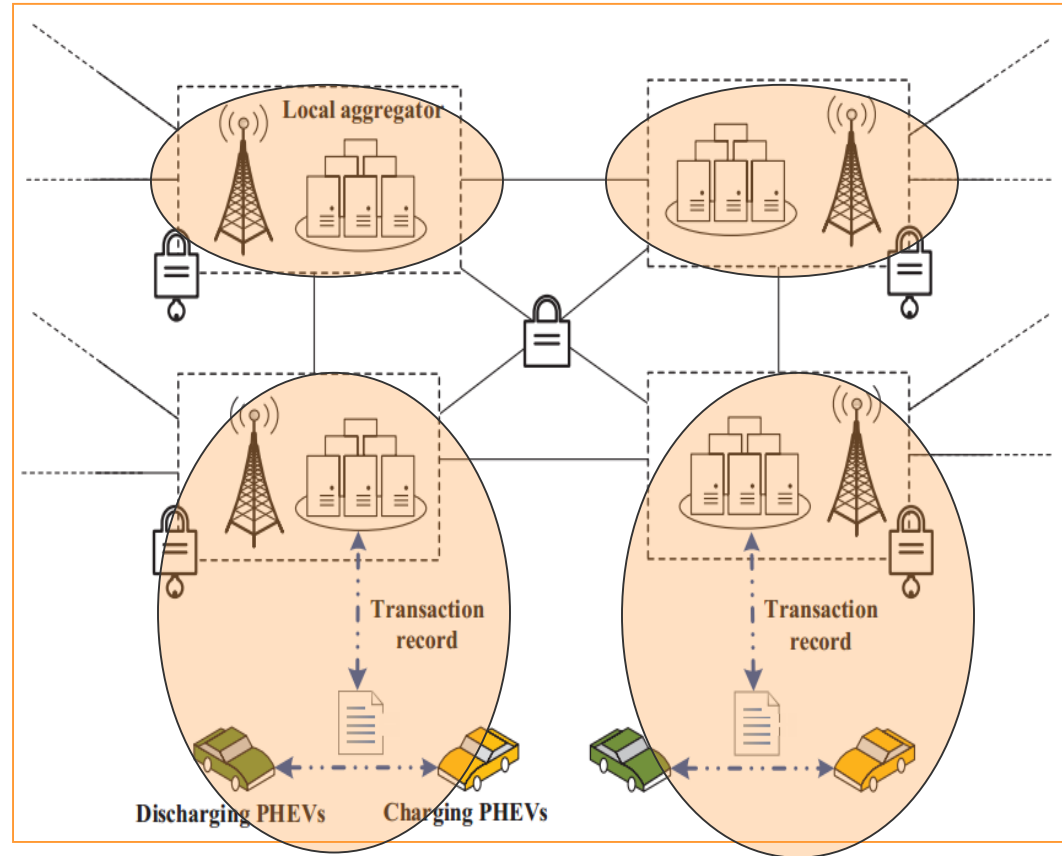 Local aggregator
Transaction
record
Transaction
record
Discharging PHEVs
Charging PHEVs